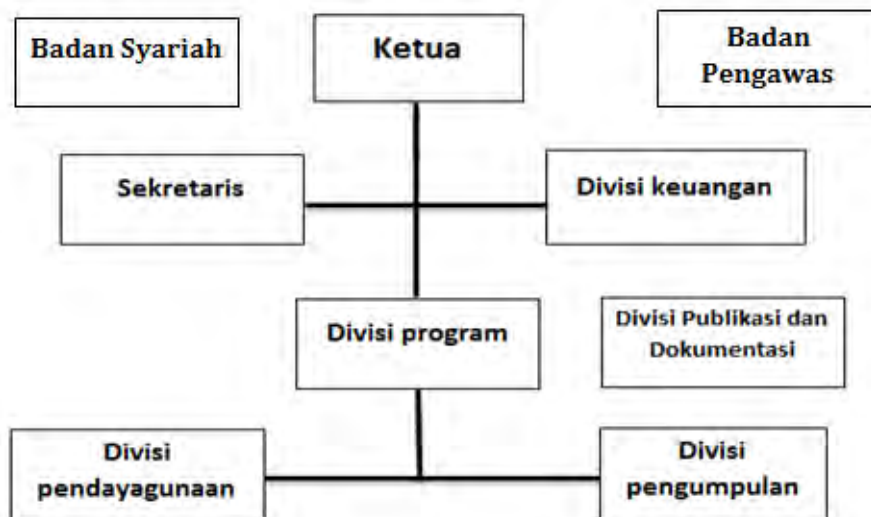 Badan Syariah
Ketua
Badan
Pengawas
Sekretaris
Divisi keuangan
Divisi program
Divisi Publikasi dan
Dokumentasi
Divisi
pendayagunaan
Divisi
pengumpulan